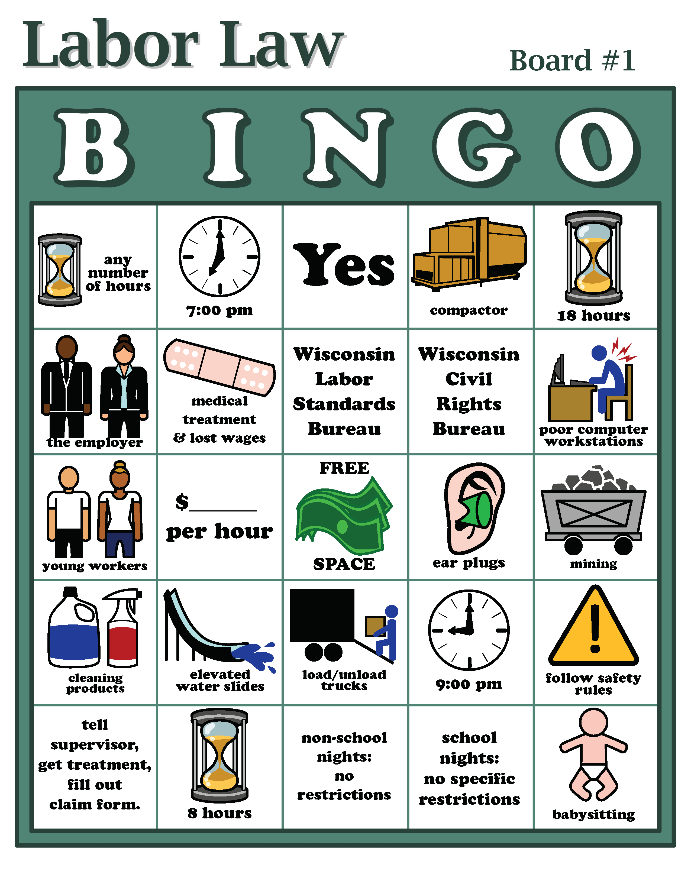 Labor Law
Board #1
B I N G O
any
number
of hours
7:00 pm
Yes
compactor
18 hours
the employer
medical
treatment
& lost wages
Wisconsin
Labor
Standards
Bureau
Wisconsin
Civil
Rights
Bureau
poor computer
workstations
young workers
$______
per hour
FREE
SPACE
ear plugs
mining
cleaning
products
elevated
water slides
load/unload
trucks
9:00 pm
follow safety
rules
tell
supervisor,
get treatment,
fill out
claim form.
8 hours
non-school
nights:
no
restrictions
school
nights:
no specific
restrictions
babysitting